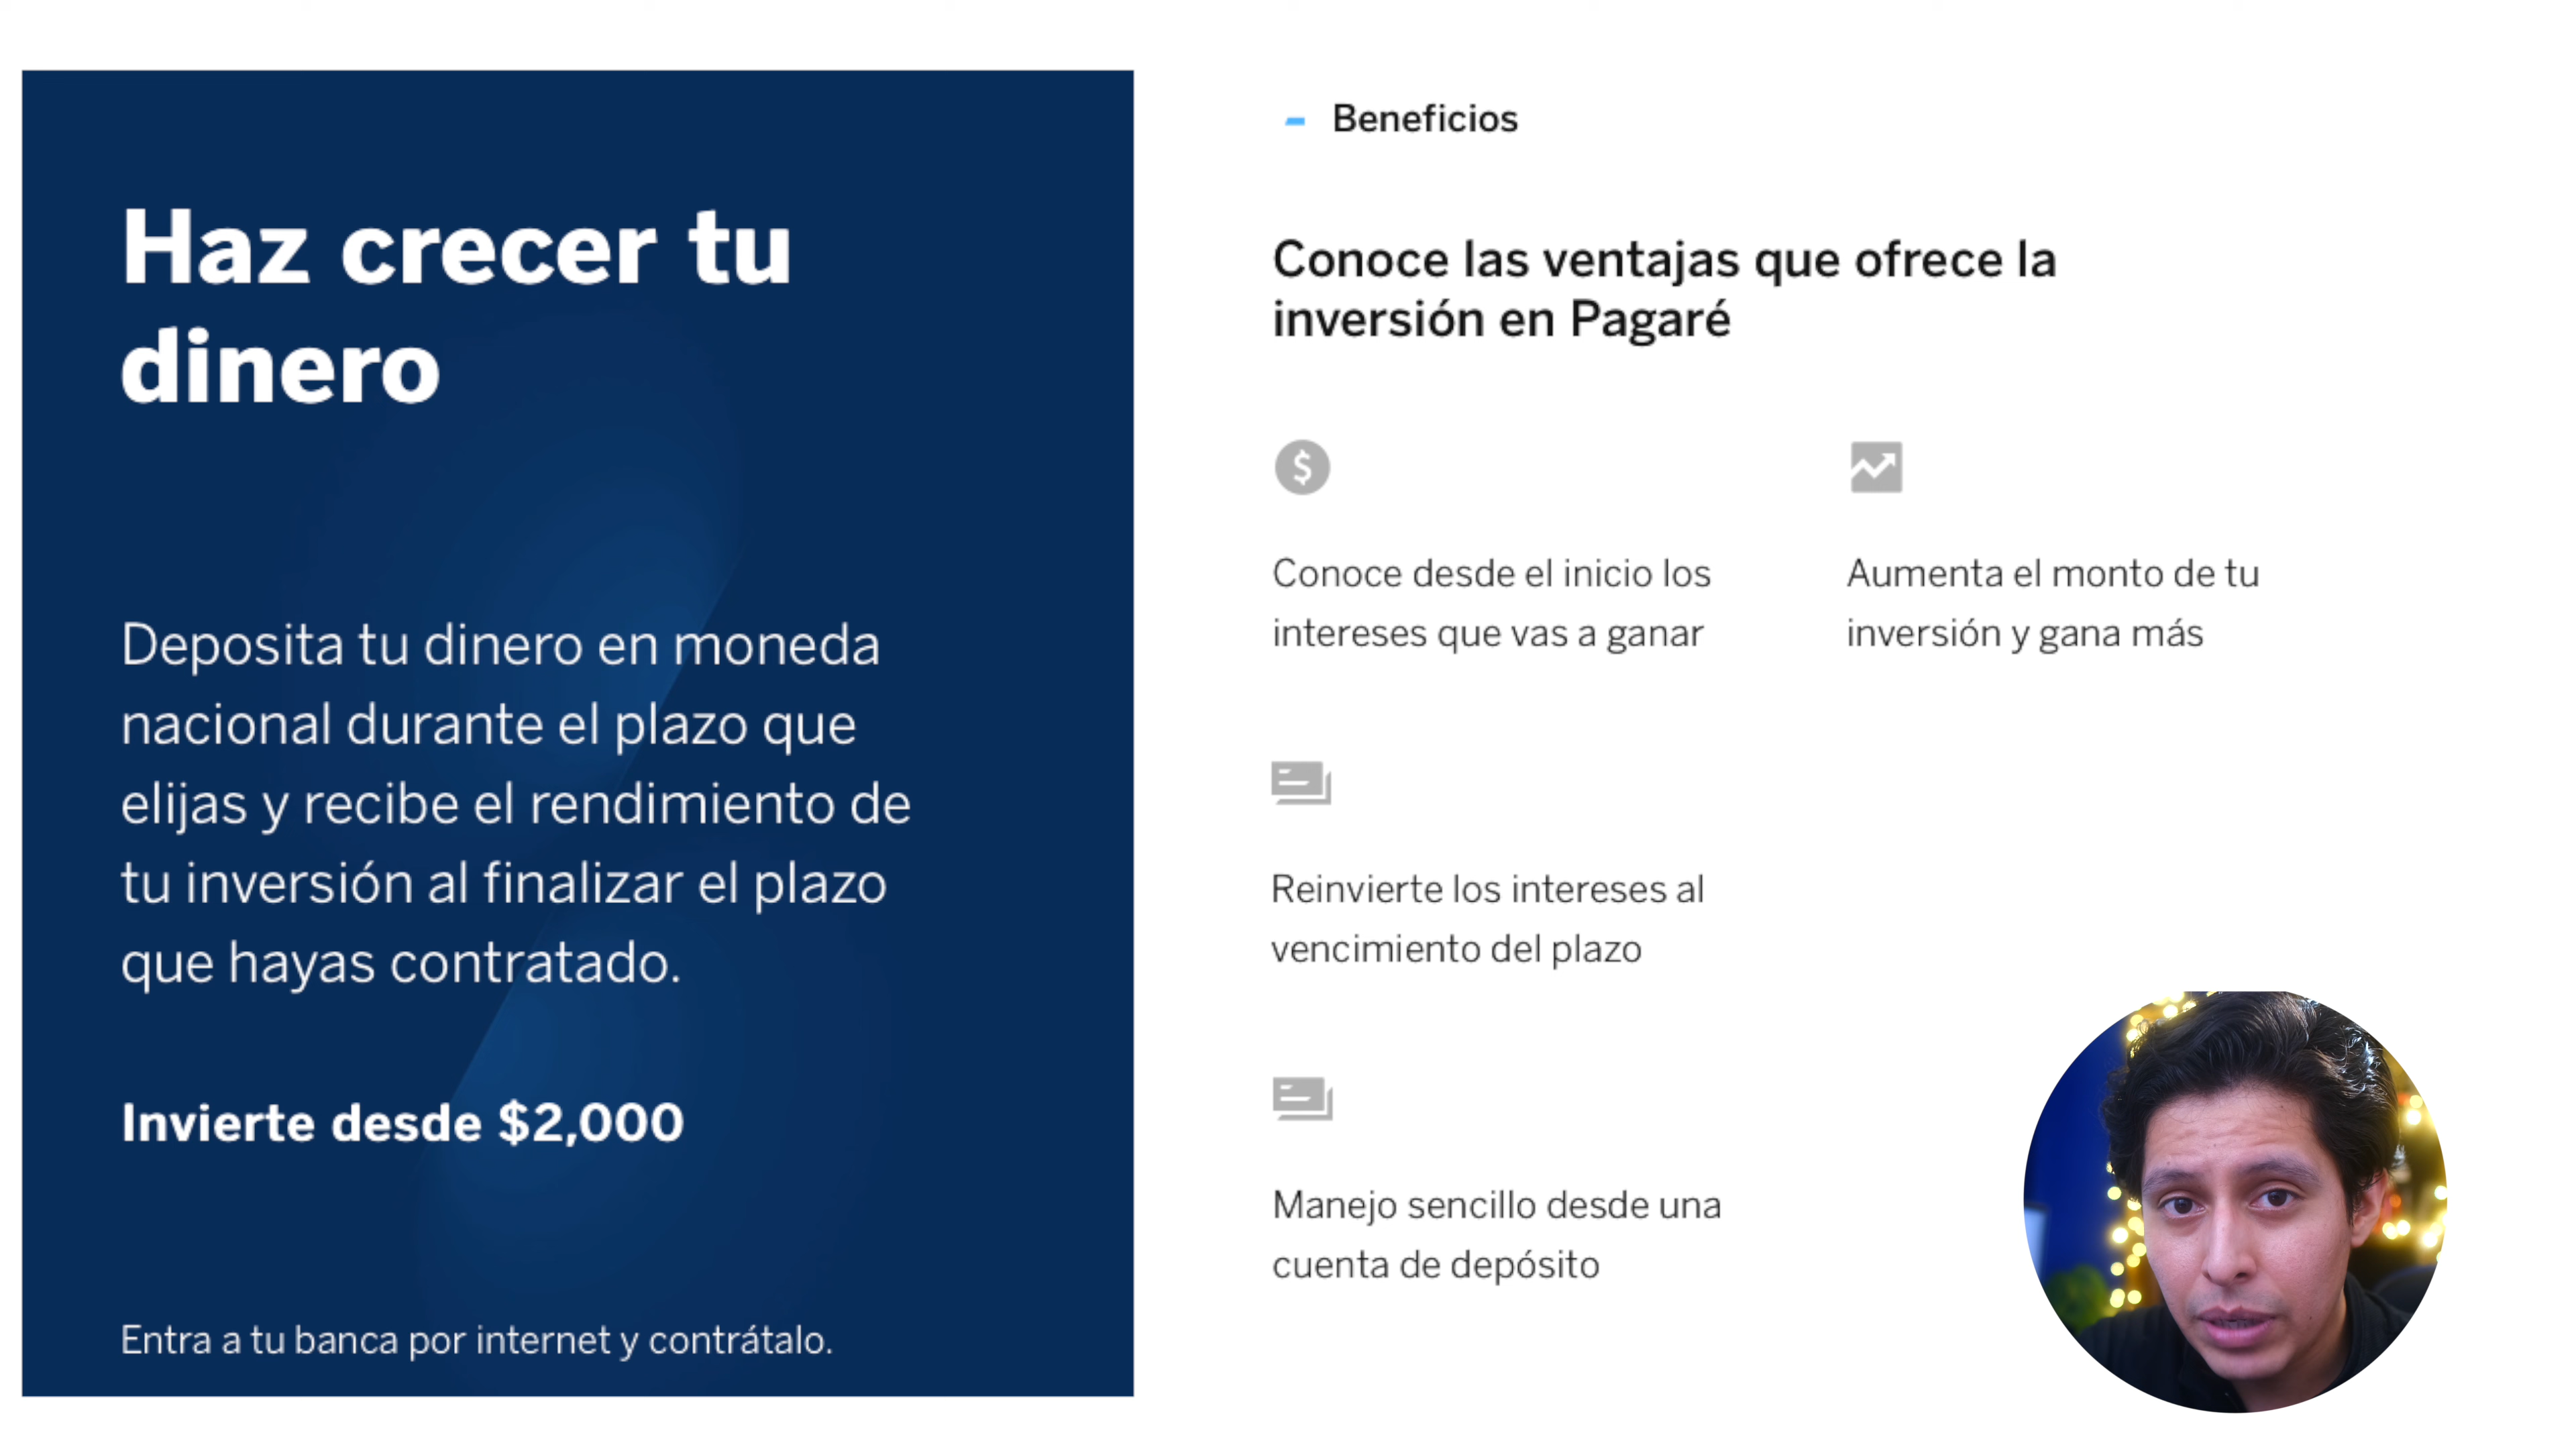 Haz crecer tu
dinero
Deposita tu dinero en moneda
nacional durante el plazo que
elijas y recibe el rendimiento de
tu inversión al finalizar el plazo
que hayas contratado.
Invierte desde $2,000
Entra a tu banca por internet y contrátalo.
Beneficios
Conoce las ventajas que ofrece la
inversión en Pagaré
Conoce desde el inicio los
intereses que vas a ganar
Aumenta el monto de tu
inversión y gana más
Reinvierte los intereses al
vencimiento del plazo
Manejo sencillo desde una
cuenta de depósito